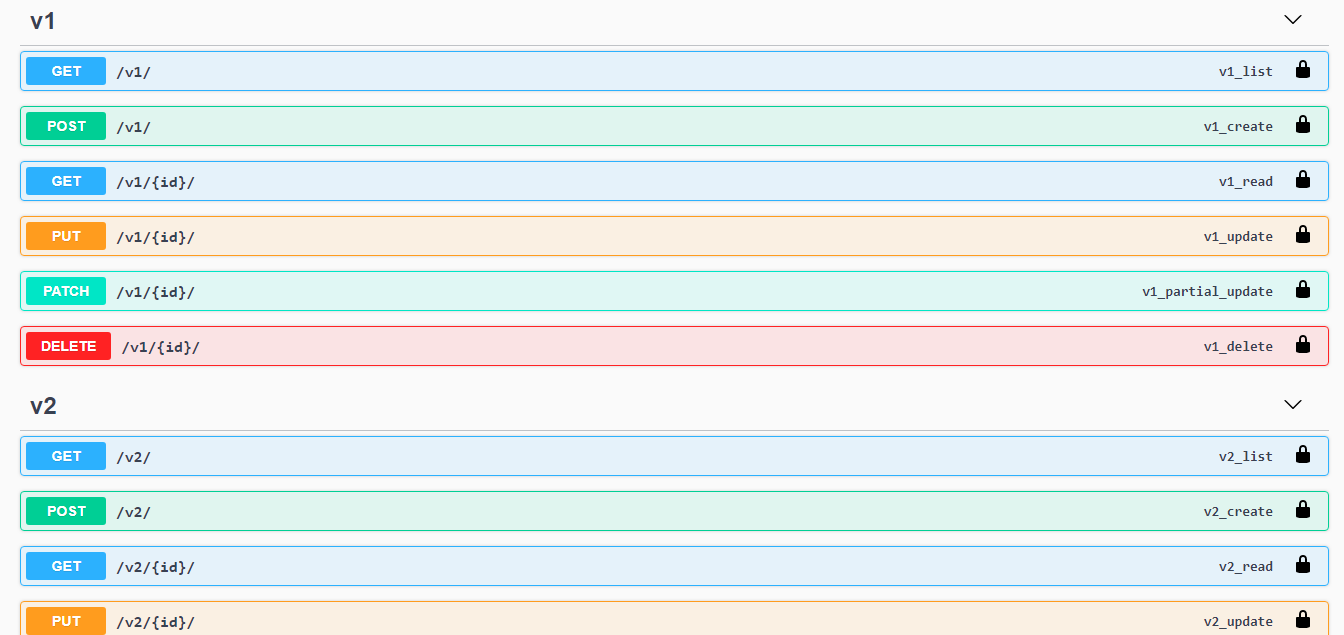 v1
GET /v1/ v1_list
POST /v1/ v1_create
GET /v1/{id}/ v1_read
PUT /v1/{id}/ v1_update
PATCH /v1/{id}/ v1_partial_update
DELETE /v1/{id}/ v1_delete
v2
GET /v2/ v2_list
POST /v2/ v2_create
GET /v2/{id}/ v2_read
PUT /v2/{id}/ v2_update